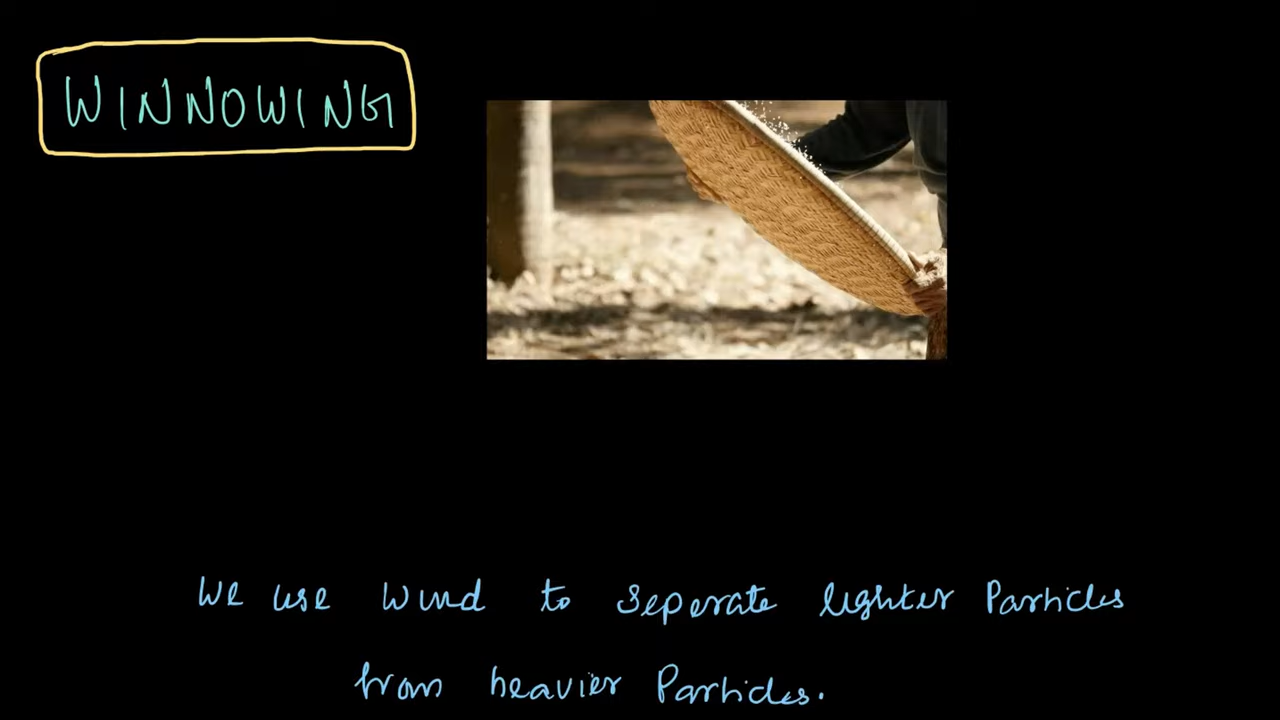 WINNOWING
We use wind to seperate lighter Particles
from heavier Particles.